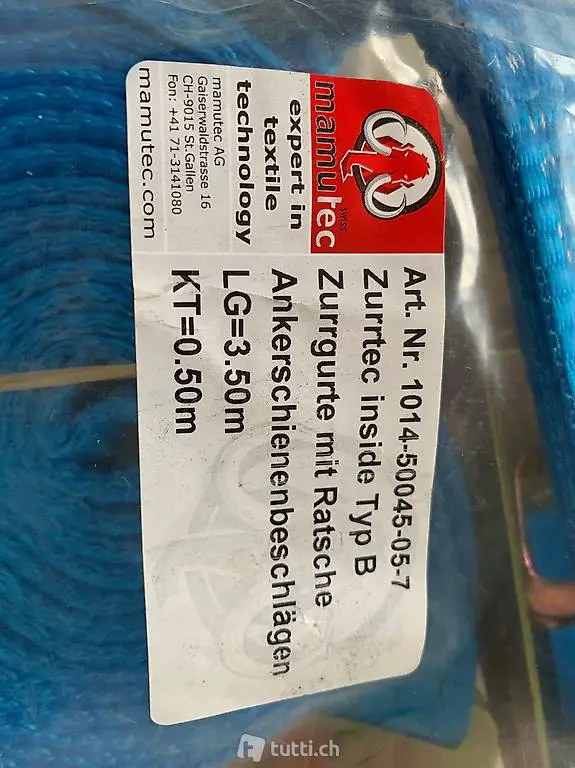 mamutec
SWISS
expert in
textile
technology
mamutec AG
Gaiserwaldstrasse 16
CH-9015 St.Gallen
Fon: +41 71-3141080
mamutec.com
Art. Nr. 1014-50045-05-7
Zurrtec inside Typ B
Zurrgurte mit Ratsche
Ankerschienenbeschlägen
LG=3.50m
KT=0.50m
tutti.ch